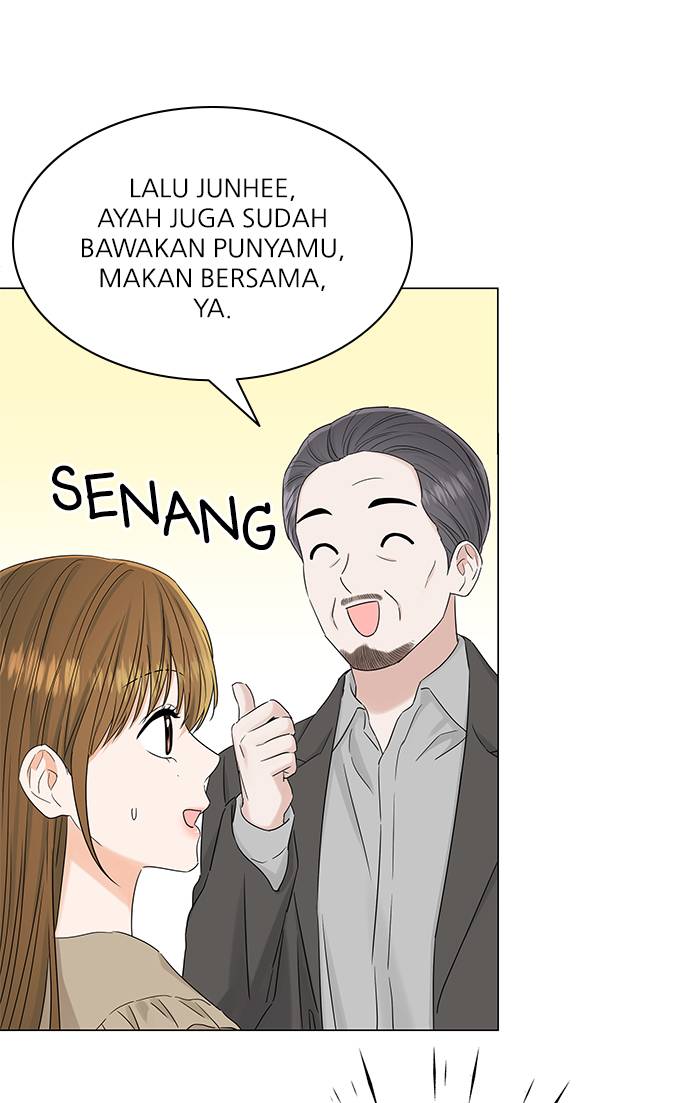 LALU JUNHEE,
AYAH JUGA SUDAH
BAWAKAN PUNYAMU,
MAKAN BERSAMA,
YA.
SENANG